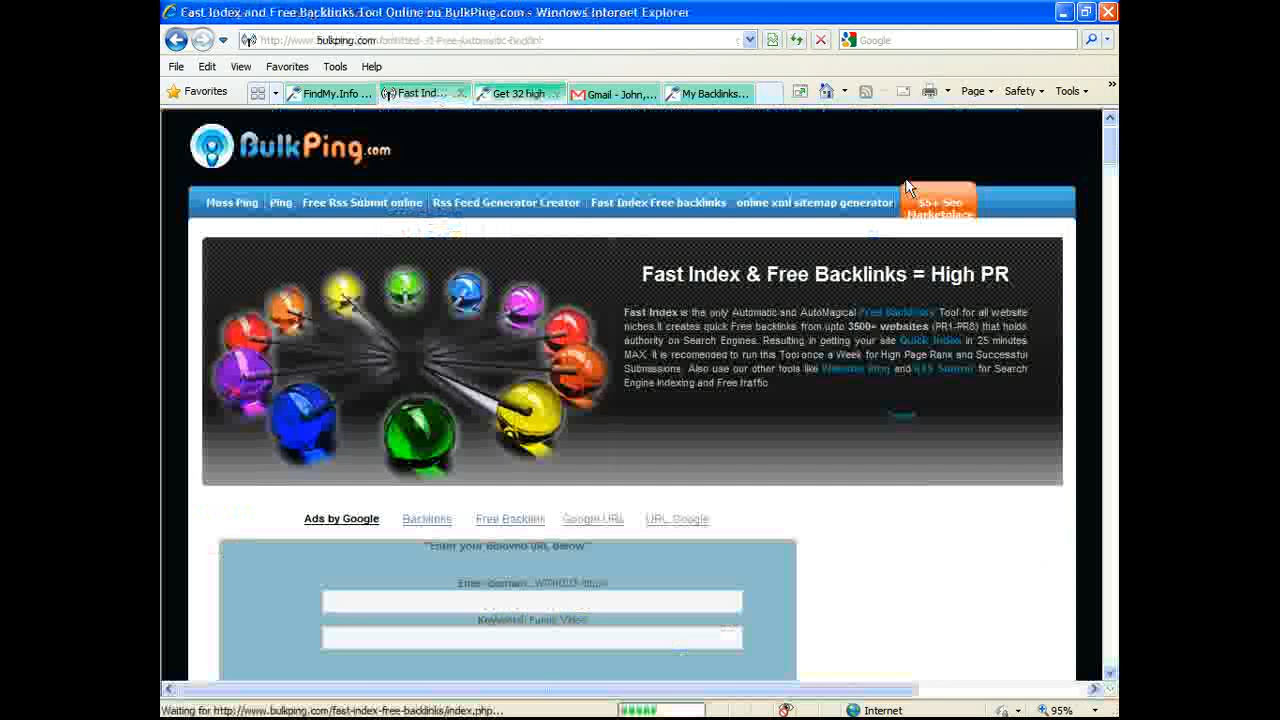 Fast Index and Free Backlinks Tool Online on BulkPing.com - Windows Internet Explorer
Google
File Edit View Favorites Tools Help
Favorites
FindMy.Info ...
Fast Ind...
Get 32 high
Gmail - John,...
My Backlinks...
Page Safety Tools
BulkPing.com
Mass Ping Ping Free Rss Submit online Rss Feed Generator Creator Fast Index Free backlinks online xml sitemap generator $5+ Seo
Marketplace
Fast Index & Free Backlinks = High PR
Fast Index is the only Automatic and AutoMagical Free Backlinks Tool for all website
niches.It creates quick Free backlinks from upto 3500+ websites (PR1-PR8) that holds
authority on Search Engines. Resulting in getting your site Quick Index in 25 minutes
MAX. It is recomended to run this Tool once a Week for High Page Rank and Successful
Submissions. Also use our other tools like and for Search
Engine Indexing and Free traffic
Ads by Google Backlinks Free Backlink Google URL URL Google
Keyword: Funny Video
Waiting for http://www.bulkping.com/fast-index-free-backlinks/index.php...
Internet
95%